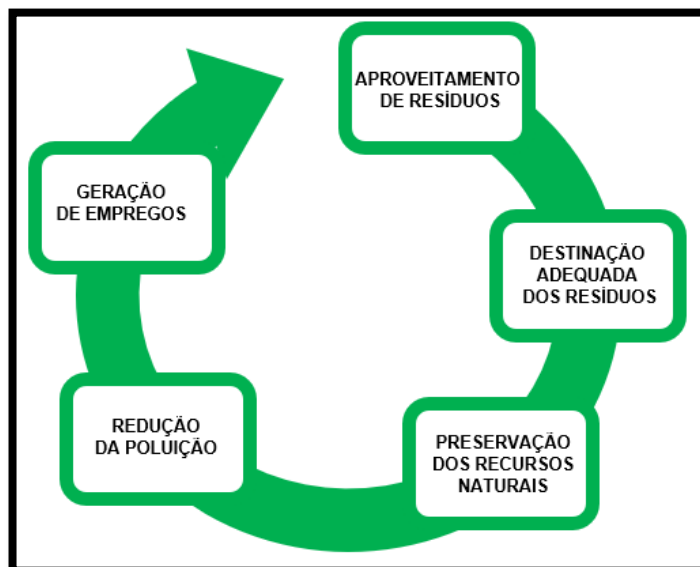 APROVEITAMENTO
DE RESÍDUOS
DESTINAÇÃO
ADEQUADA
DOS RESÍDUOS
PRESERVAÇÃO
DOS RECURSOS
NATURAIS
REDUÇÃO
DA POLUIÇÃO
GERAÇÃO
DE EMPREGOS